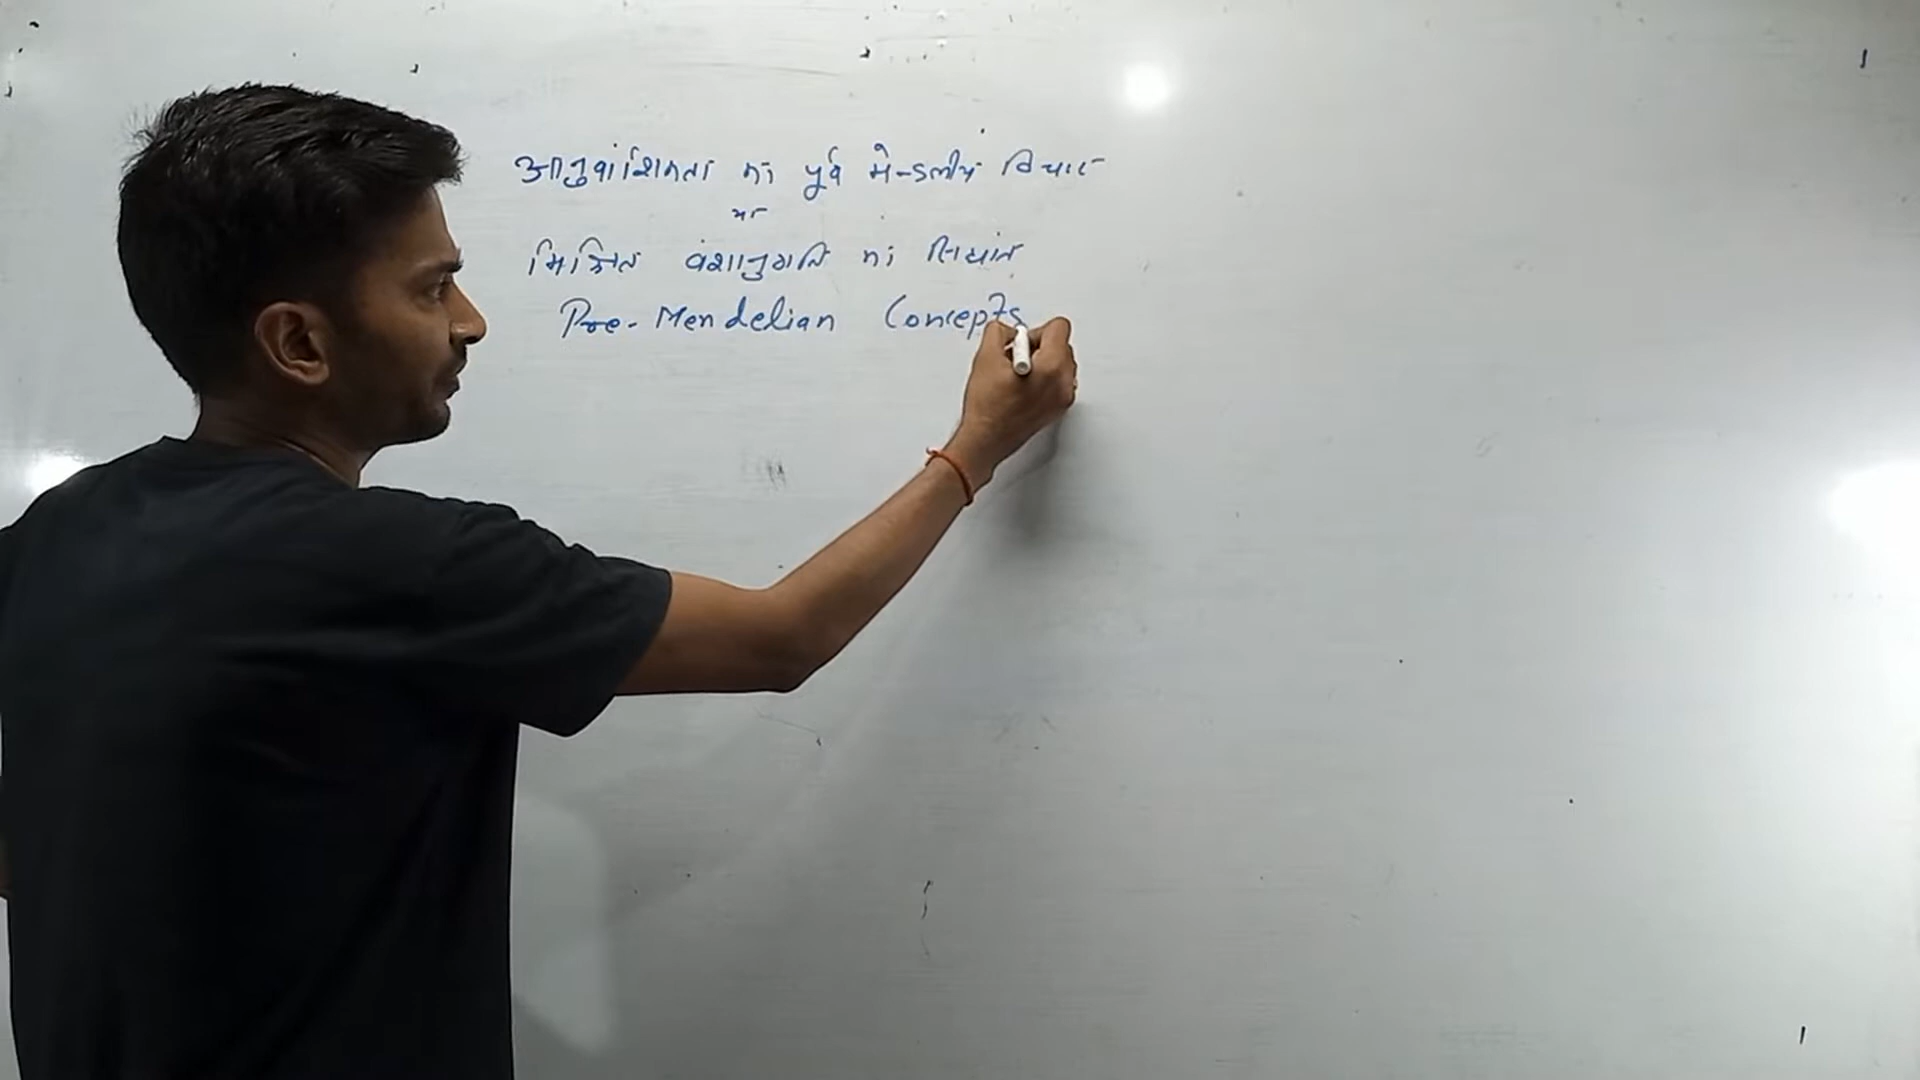 आनुवांशिकता का पूर्व मेन्डलीय विचार
या
मिश्रित वंशानुगति का सिद्यांत
Pre-Mendelian Concepts